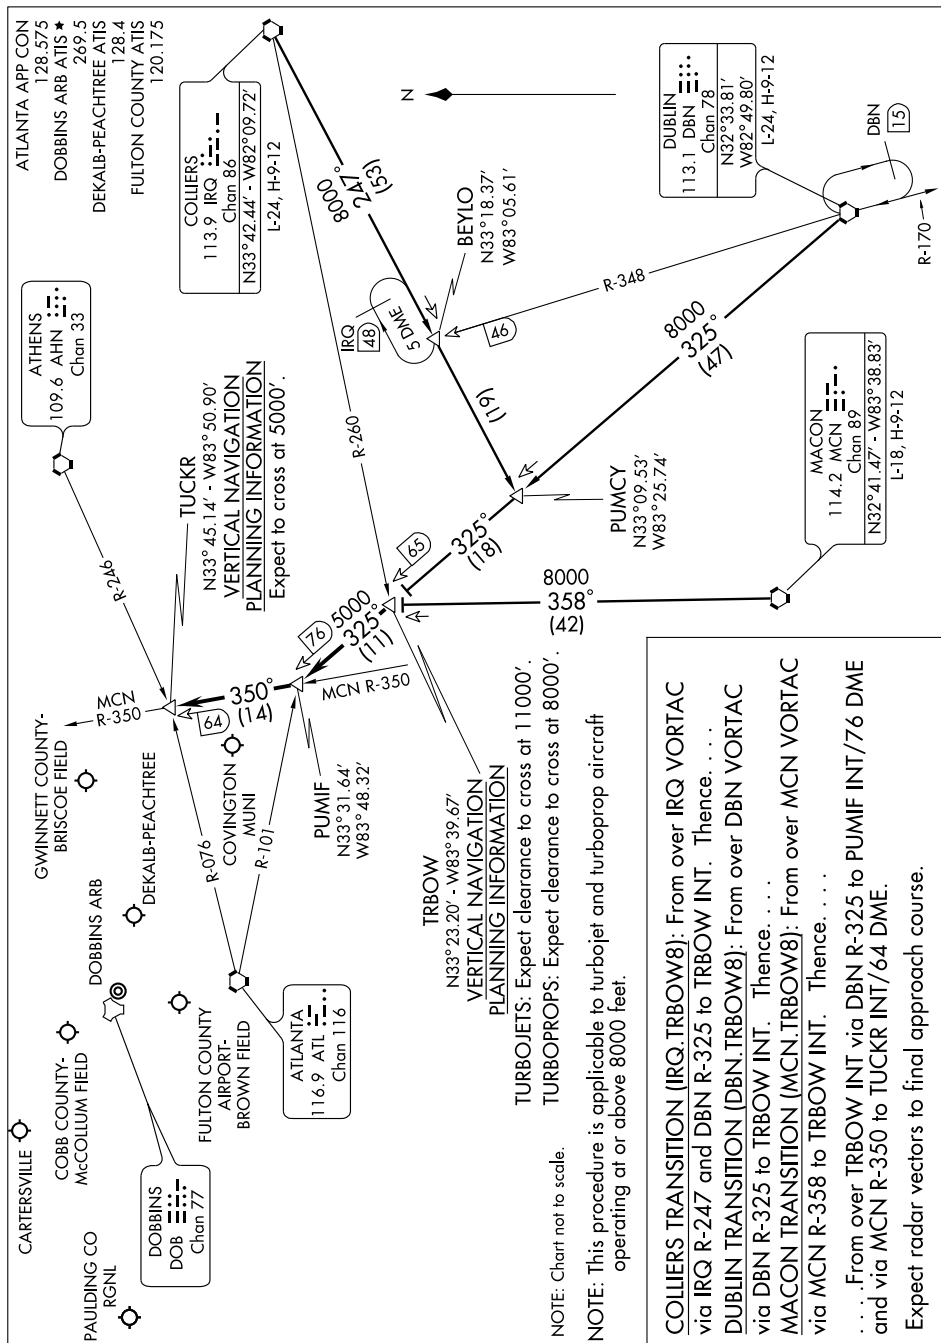 ATLANTA APP CON
128.575
DOBBINS ARB ATIS ★
269.5
DEKALB-PEACHTREE ATIS
128.4
FULTON COUNTY ATIS
120.175
COLLIERS
113.9 IRQ
Chan 86
N33°42.44' - W82°09.72'
L-24, H-9-12
8000
247°
(53)
N
DUBLIN
113.1 DBN
Chan 78
N32°33.81'
W82°49.80'
L-24, H-9-12
DBN
15
R-170
ATHENS
109.6 AHN
Chan 33
R-246
IRQ
48
5 DME
BEYLO
N33°18.37'
W83°05.61'
46
R-348
8000
325°
(47)
(19)
R-260
TUCKR
N33°45.14' - W83°50.90'
VERTICAL NAVIGATION
PLANNING INFORMATION
Expect to cross at 5000'.
PUMCY
N33°09.53'
W83°25.74'
MACON
114.2 MCN
Chan 89
N32°41.47' - W83°38.83'
L-18, H-9-12
65
325°
(18)
8000
358°
(42)
76
5000
325°
(11)
MCN R-350
350°
(14)
64
MCN
R-350
GWINNETT COUNTY-
BRISCOE FIELD
DEKALB-PEACHTREE
COVINGTON
MUNI
R-076
R-101
PUMIF
N33°31.64'
W83°48.32'
TRBOW
N33°23.20' - W83°39.67'
VERTICAL NAVIGATION
PLANNING INFORMATION
TURBOJETS: Expect clearance to cross at 11000'.
TURBOPROPS: Expect clearance to cross at 8000'.
DOBBINS ARB
COBB COUNTY-
McCOLLUM FIELD
CARTERSVILLE
FULTON COUNTY
AIRPORT-
BROWN FIELD
ATLANTA
116.9 ATL
Chan 116
DOBBINS
DOB
Chan 77
PAULDING CO
RGNL
NOTE: Chart not to scale.
NOTE: This procedure is applicable to turbojet and turboprop aircraft
operating at or above 8000 feet.
COLLIERS TRANSITION (IRQ.TRBOW8): From over IRQ VORTAC
via IRQ R-247 and DBN R-325 to TRBOW INT. Thence. . . .
DUBLIN TRANSITION (DBN.TRBOW8): From over DBN VORTAC
via DBN R-325 to TRBOW INT. Thence. . . .
MACON TRANSITION (MCN.TRBOW8): From over MCN VORTAC
via MCN R-358 to TRBOW INT. Thence. . . .
. . . .From over TRBOW INT via DBN R-325 to PUMIF INT/76 DME
and via MCN R-350 to TUCKR INT/64 DME.
Expect radar vectors to final approach course.